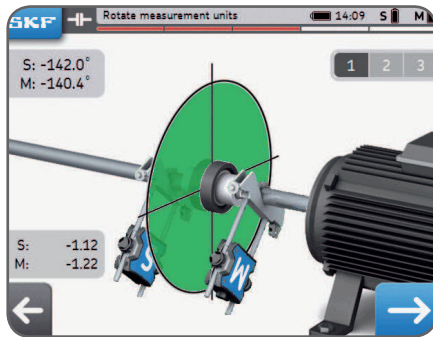 SKF Rotate measurement units 14:09 S M
S: -142.0°
M: -140.4°
1 2 3
S M
S: -1.12
M: -1.22